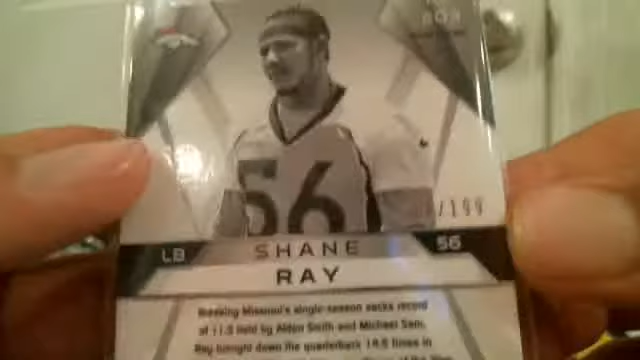 /199
56
LB
SHANE
56
RAY
Breaking Missouri's single-season sacks record
of 11.5 held by Aldon Smith and Michael Sam,
Ray brought down the quarterback 14.5 times in